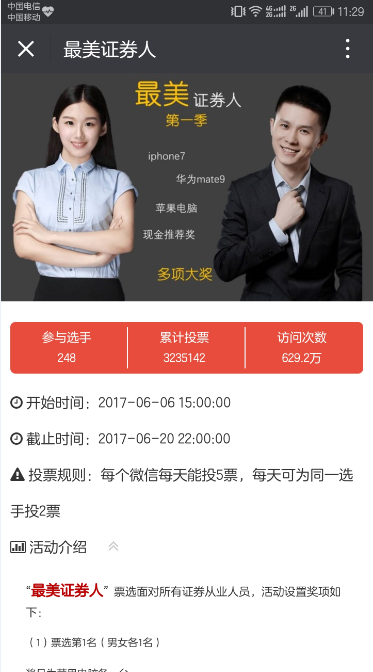 中国电信
中国移动
41 11:29
最美证券人
最美 证券人
第一季
iphone7
华为mate9
苹果电脑
现金推荐奖
多项大奖
参与选手 累计投票 访问次数
248 3235142 629.2万
开始时间：2017-06-06 15:00:00
截止时间：2017-06-20 22:00:00
投票规则：每个微信每天能投5票，每天可为同一选
手投2票
活动介绍
“最美证券人”票选面对所有证券从业人员，活动设置奖项如
下：
（1）票选第1名（男女各1名）